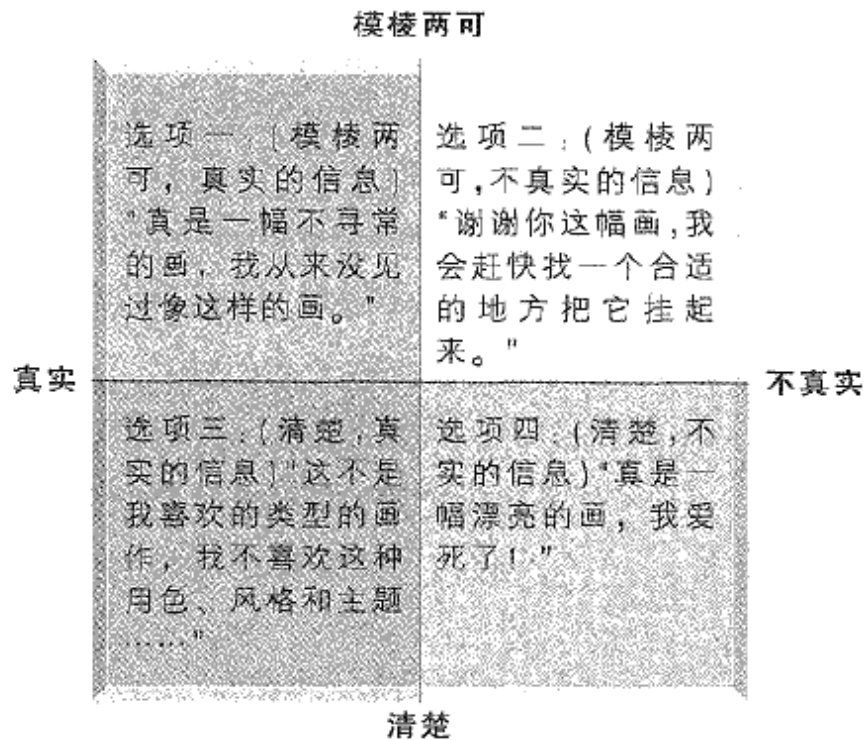 模棱两可
选项一:(模棱两
可,真实的信息)
"真是一幅不寻常
的画,我从来没见
过像这样的画。"
选项二:(模棱两
可,不真实的信息)
"谢谢你这幅画,我
会赶快找一个合适
的地方把它挂起
来。"
真实
不真实
选项三:(清楚,真
实的信息)"这不是
我喜欢的类型的画
作,我不喜欢这种
用色、风格和主题
……"
选项四:(清楚,不
实的信息)"真是一
幅漂亮的画,我爱
死了!"
清楚